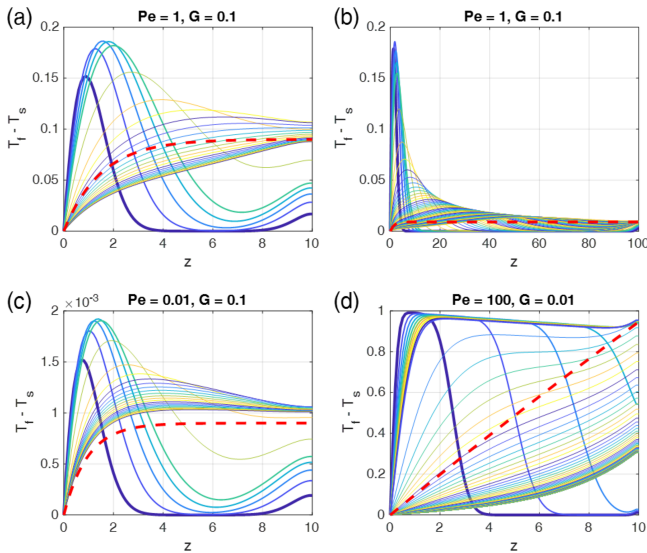 (a)
Pe = 1, G = 0.1
0.2
0.15
0.1
0.05
0
T_f - T_s
0 2 4 6 8 10
z
(b)
Pe = 1, G = 0.1
0.2
0.15
0.1
0.05
0
T_f - T_s
0 20 40 60 80 100
z
(c)
Pe = 0.01, G = 0.1
× 10⁻³
2
1.5
1
0.5
0
T_f - T_s
0 2 4 6 8 10
z
(d)
Pe = 100, G = 0.01
1
0.8
0.6
0.4
0.2
0
T_f - T_s
0 2 4 6 8 10
z